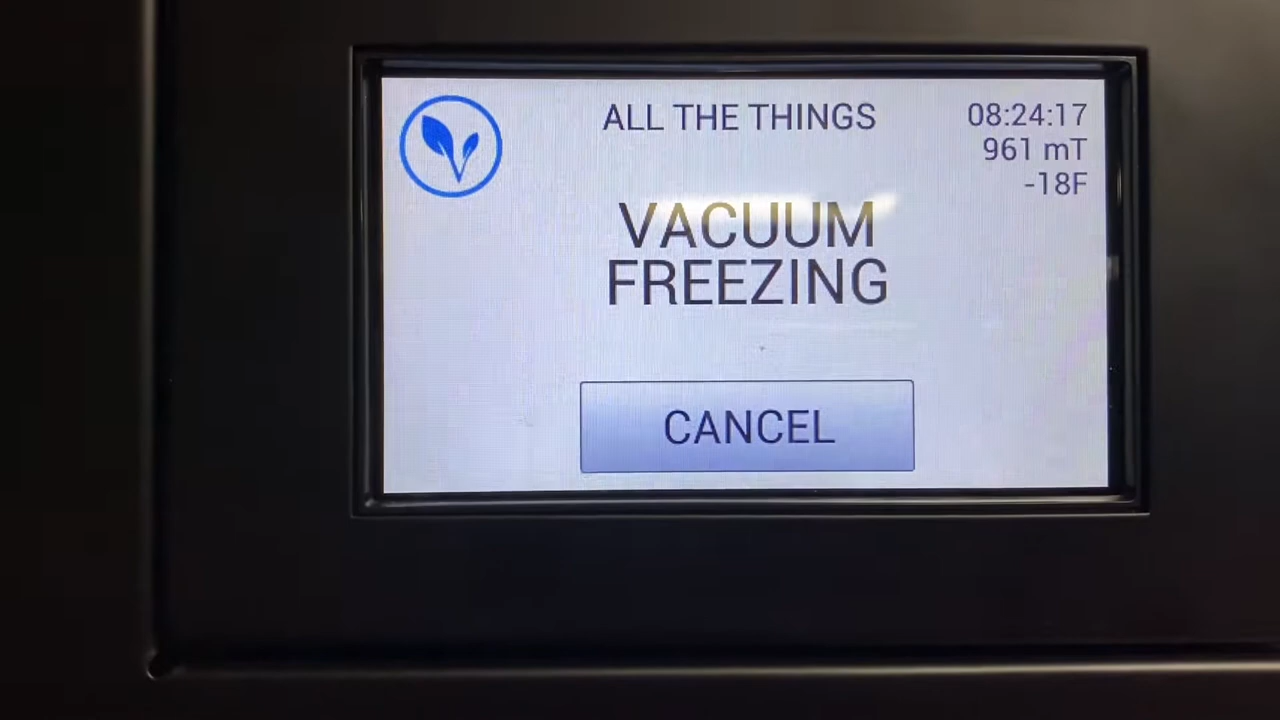 ALL THE THINGS
08:24:17
961 mT
-18F
VACUUM
FREEZING
CANCEL